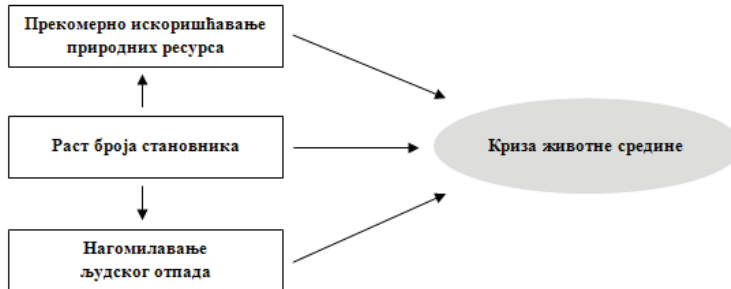 Прекомерно искоришћавање
природних ресурса
Раст броја становника
Криза животне средине
Нагомилавање
људског отпада